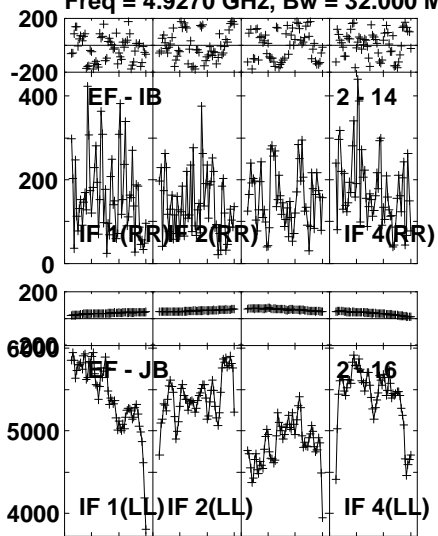 Freq = 4.9270 GHz, Bw = 32.000 M
200
-200
EF - IB 2 - 14
400
200
IF 1(RR) IF 2(RR) IF 4(RR)
0
200
6000
EF - JB 2 - 16
5000
4000
IF 1(LL) IF 2(LL) IF 4(LL)